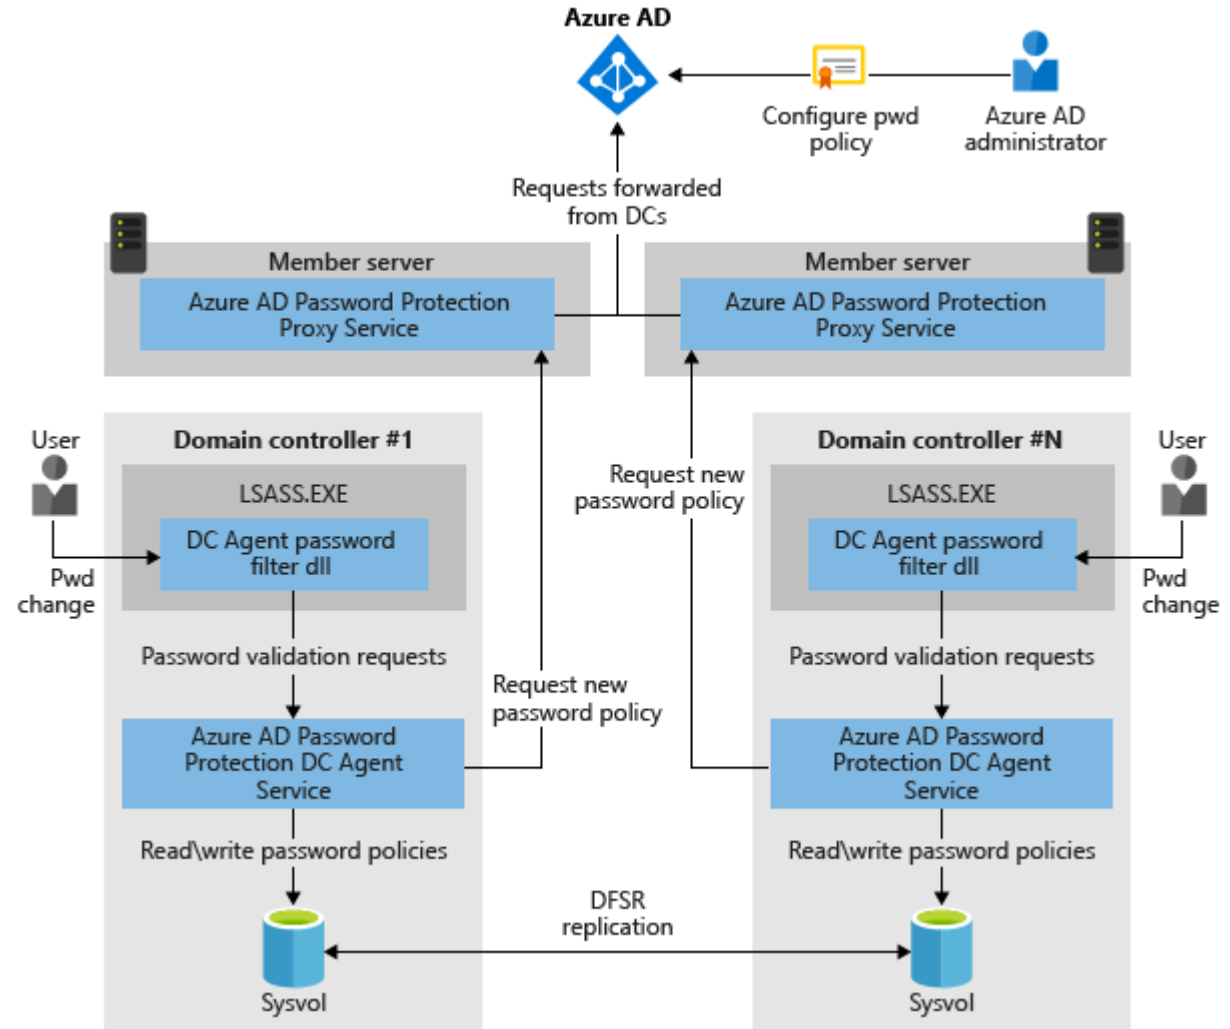 Azure AD
Configure pwd
policy
Azure AD
administrator
Requests forwarded
from DCs
Member server
Azure AD Password Protection
Proxy Service
Member server
Azure AD Password Protection
Proxy Service
User
Pwd
change
Domain controller #1
LSASS.EXE
DC Agent password
filter dll
Password validation requests
Azure AD Password
Protection DC Agent
Service
Read\write password policies
Sysvol
Request new
password policy
Request new
password policy
DFSR
replication
Domain controller #N
LSASS.EXE
DC Agent password
filter dll
Password validation requests
Azure AD Password
Protection DC Agent
Service
Read\write password policies
Sysvol
User
Pwd
change